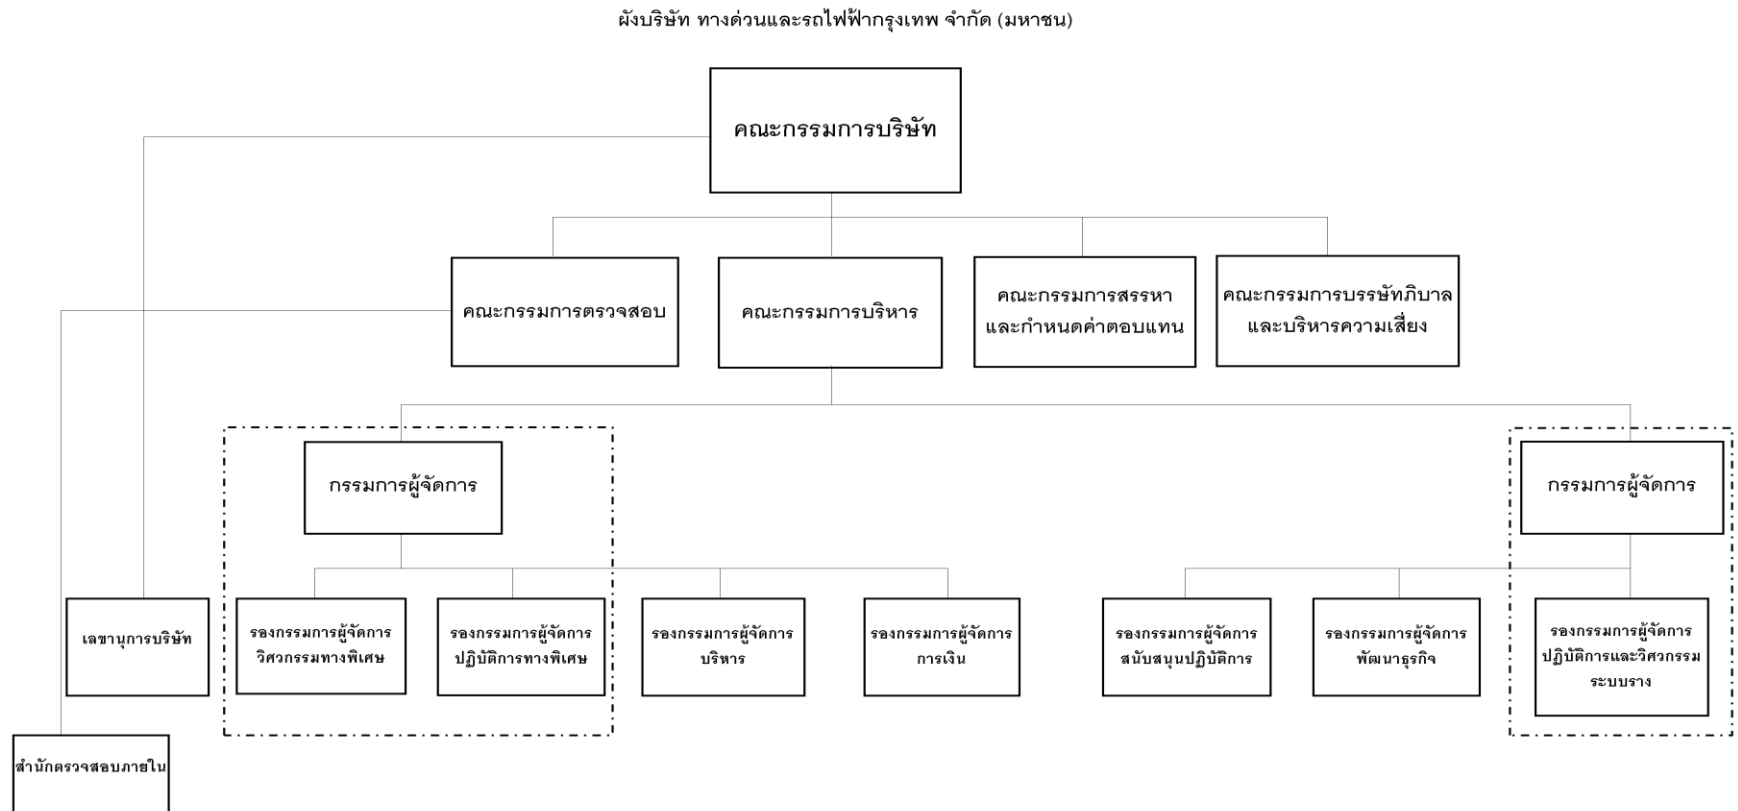 ผังบริษัท ทางด่วนและรถไฟฟ้ากรุงเทพ จำกัด (มหาชน)
คณะกรรมการบริษัท
คณะกรรมการตรวจสอบ
คณะกรรมการบริหาร
คณะกรรมการสรรหา
และกำหนดค่าตอบแทน
คณะกรรมการบรรษัทภิบาล
และบริหารความเสี่ยง
กรรมการผู้จัดการ
กรรมการผู้จัดการ
เลขานุการบริษัท
รองกรรมการผู้จัดการ
วิศวกรรมทางพิเศษ
รองกรรมการผู้จัดการ
ปฏิบัติการทางพิเศษ
รองกรรมการผู้จัดการ
บริหาร
รองกรรมการผู้จัดการ
การเงิน
รองกรรมการผู้จัดการ
สนับสนุนปฏิบัติการ
รองกรรมการผู้จัดการ
พัฒนาธุรกิจ
รองกรรมการผู้จัดการ
ปฏิบัติการและวิศวกรรม
ระบบราง
สำนักตรวจสอบภายใน